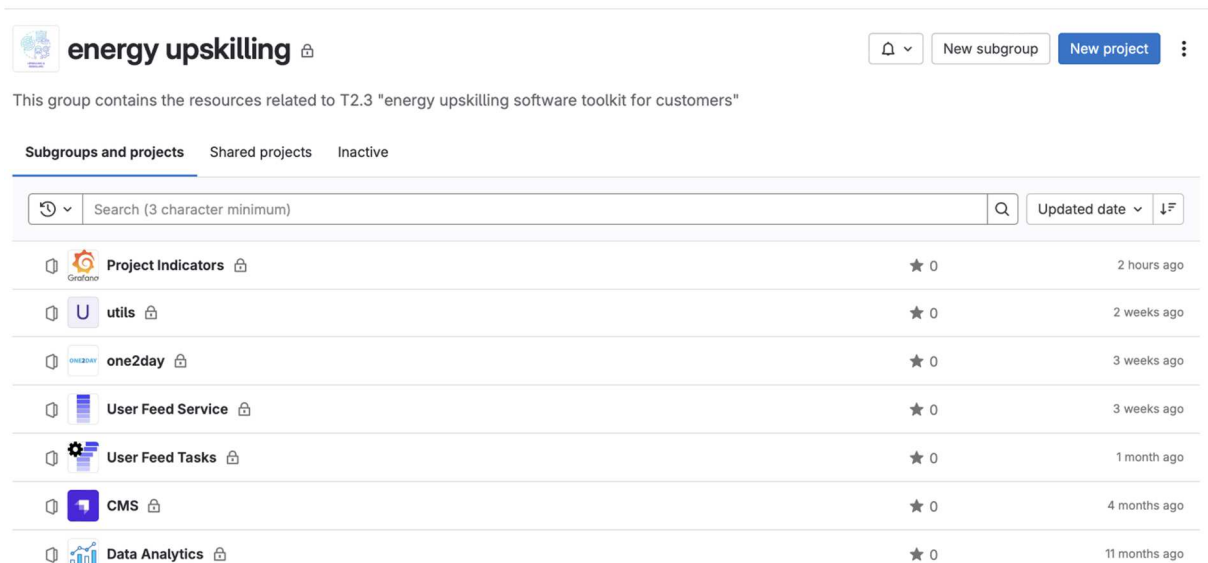 energy upskilling
New subgroup
New project
This group contains the resources related to T2.3 "energy upskilling software toolkit for customers"
Subgroups and projects Shared projects Inactive
Search (3 character minimum) Updated date
Grafana Project Indicators 0 2 hours ago
U utils 0 2 weeks ago
ONE2DAY one2day 0 3 weeks ago
User Feed Service 0 3 weeks ago
User Feed Tasks 0 1 month ago
CMS 0 4 months ago
Data Analytics 0 11 months ago